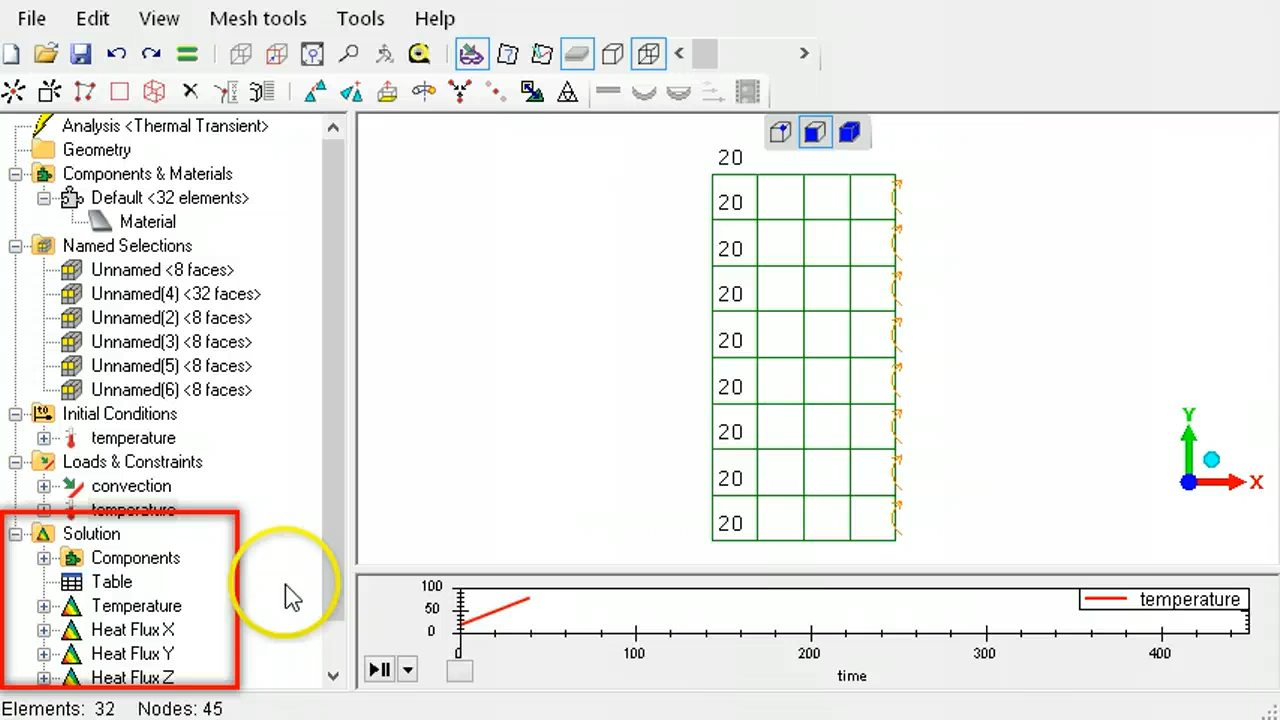 File Edit View Mesh tools Tools Help
Analysis <Thermal Transient>
Geometry
Components & Materials
Default <32 elements>
Material
Named Selections
Unnamed <8 faces>
Unnamed(4) <32 faces>
Unnamed(2) <8 faces>
Unnamed(3) <8 faces>
Unnamed(5) <8 faces>
Unnamed(6) <8 faces>
Initial Conditions
temperature
Loads & Constraints
convection
temperature
Solution
Components
Table
Temperature
Heat Flux X
Heat Flux Y
Heat Flux Z
20
20
20
20
20
20
20
20
20
Y
X
100
50
0
temperature
0 100 200 300 400
time
Elements: 32 Nodes: 45